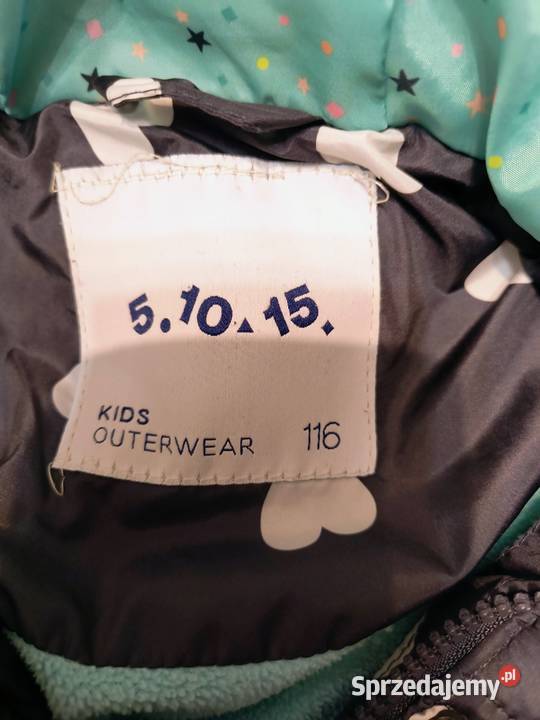 5.10.15.
KIDS
OUTERWEAR 116
Sprzedajemy.pl